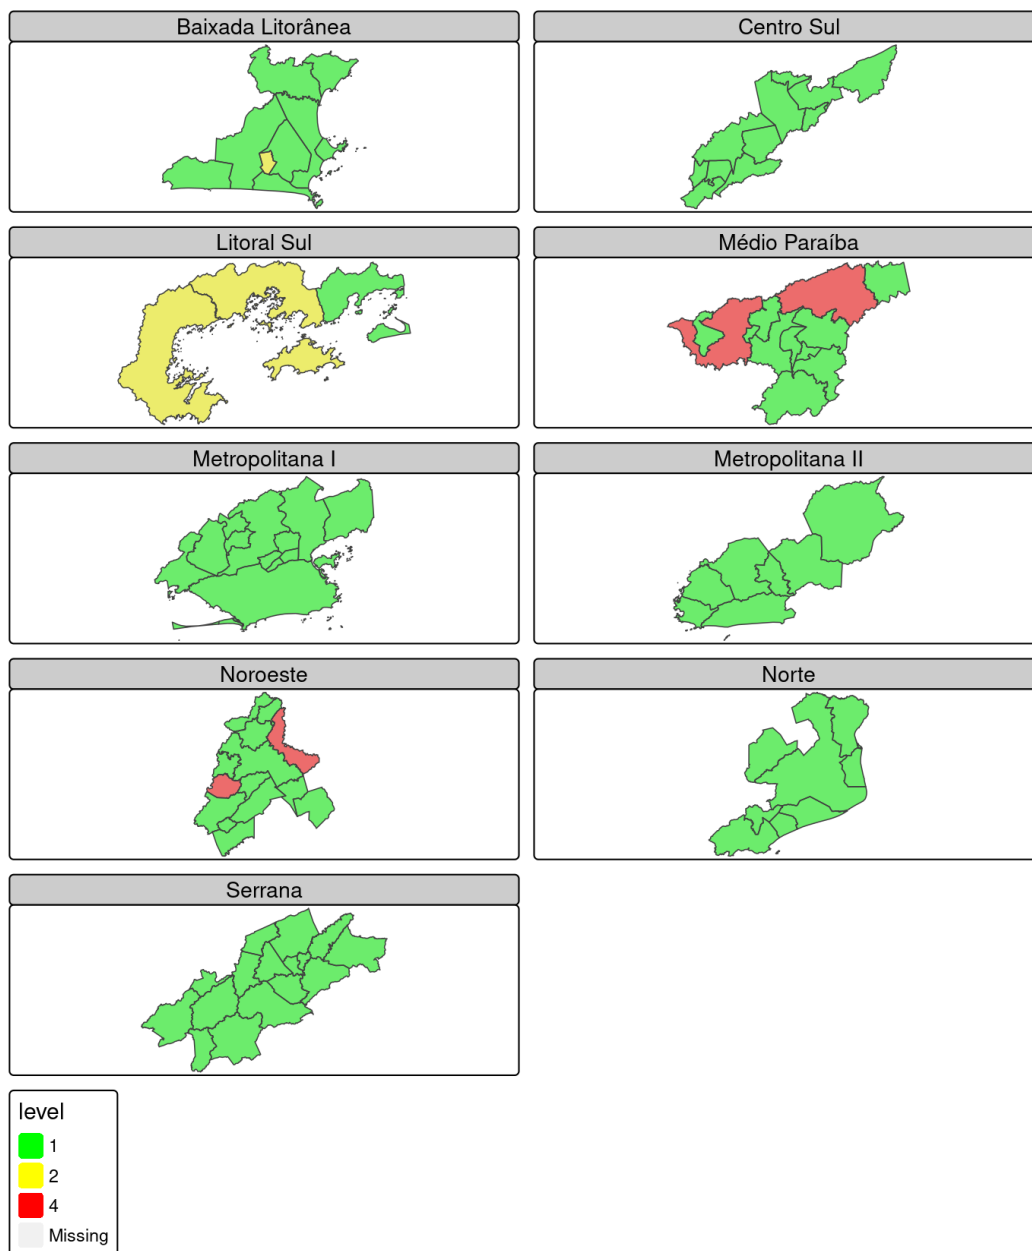 Baixada Litorânea
Centro Sul
Litoral Sul
Médio Paraíba
Metropolitana I
Metropolitana II
Noroeste
Norte
Serrana
level
1
2
4
Missing